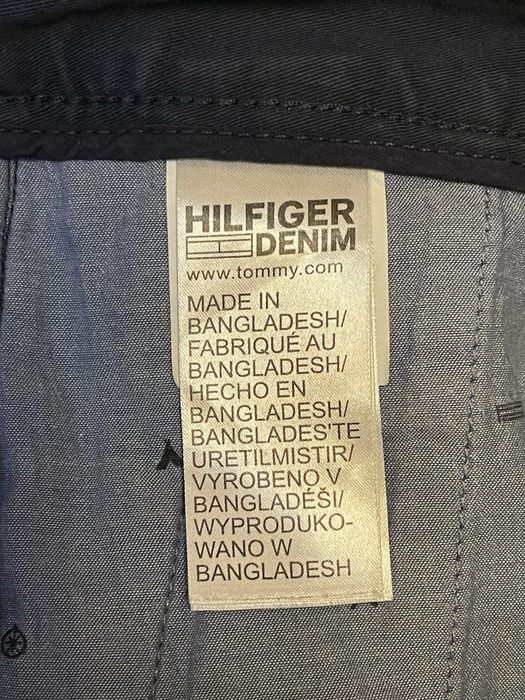 HILFIGER
DENIM
www.tommy.com
MADE IN
BANGLADESH/
FABRIQUÉ AU
BANGLADESH/
HECHO EN
BANGLADESH/
BANGLADES'TE
URETILMISTIR/
VYROBENO V
BANGLADÉŠI/
WYPRODUKO-
WANO W
BANGLADESH